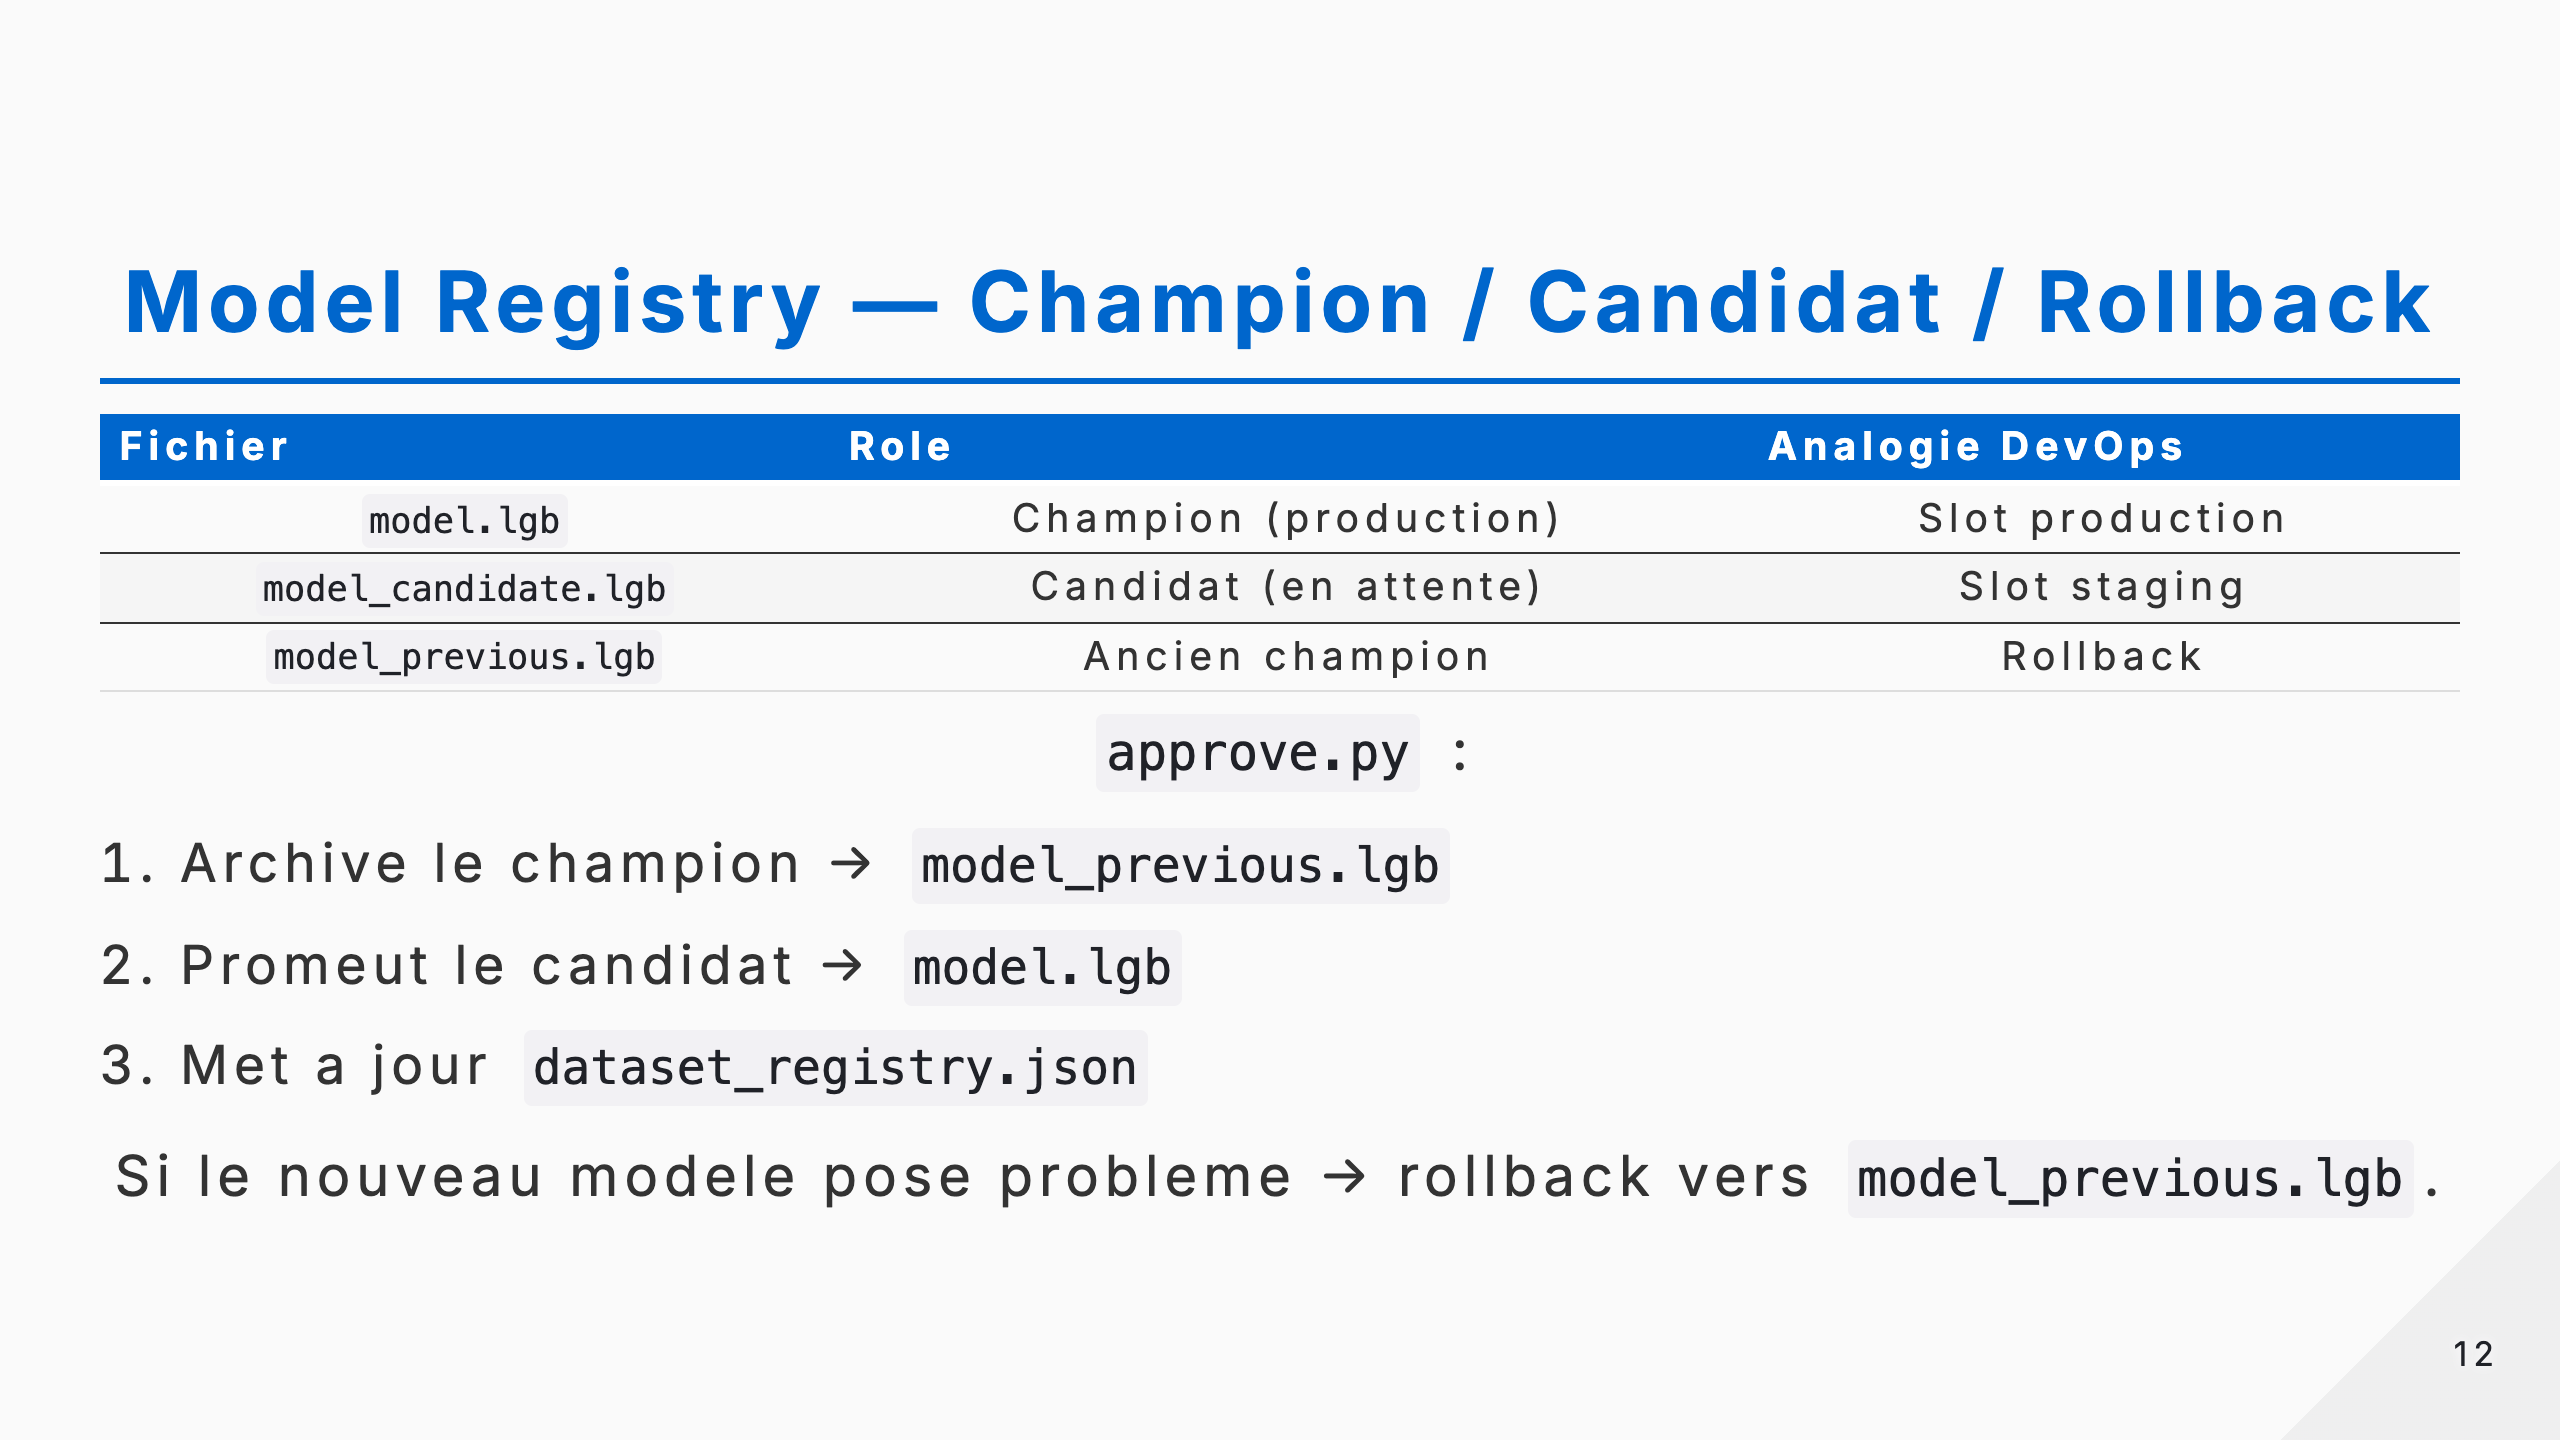 Model Registry — Champion / Candidat / Rollback
Fichier Role Analogie DevOps
model.lgb Champion (production) Slot production
model_candidate.lgb Candidat (en attente) Slot staging
model_previous.lgb Ancien champion Rollback
approve.py :
1. Archive le champion → model_previous.lgb
2. Promeut le candidat → model.lgb
3. Met a jour dataset_registry.json
Si le nouveau modele pose probleme → rollback vers model_previous.lgb.
12